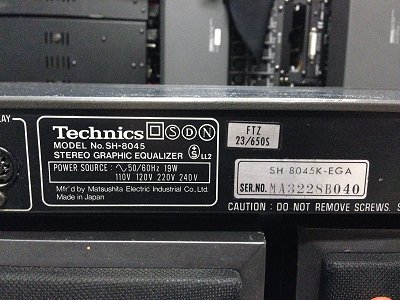 LAY
Technics S D N
MODEL No. SH-8045
STEREO GRAPHIC EQUALIZER
S LL2
POWER SOURCE : ∿50/60Hz 19W
110V 120V 220V 240V
Mfr'd by Matsushita Electric Industrial Co., Ltd.
Made in Japan
FTZ
23/650S
SH 8045K-EGA
SER.NO. MA3228B040
CAUTION : DO NOT REMOVE SCREWS. S